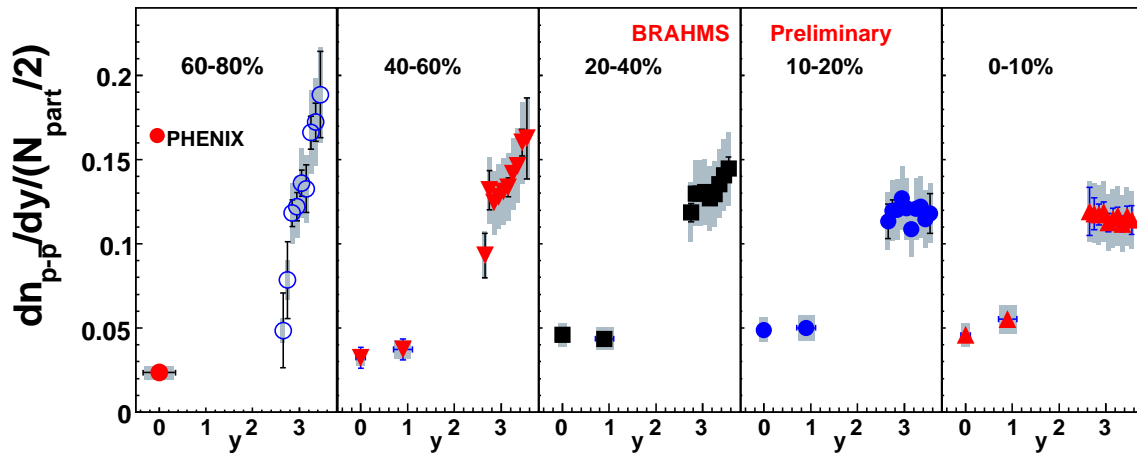 BRAHMS Preliminary
60-80% 40-60% 20-40% 10-20% 0-10%
PHENIX
dn_p-p/dy/(N_part/2)
0.2
0.15
0.1
0.05
0
0 1 2 3 0 1 2 3 0 1 2 3 0 1 2 3 0 1 2 3
y y y y y